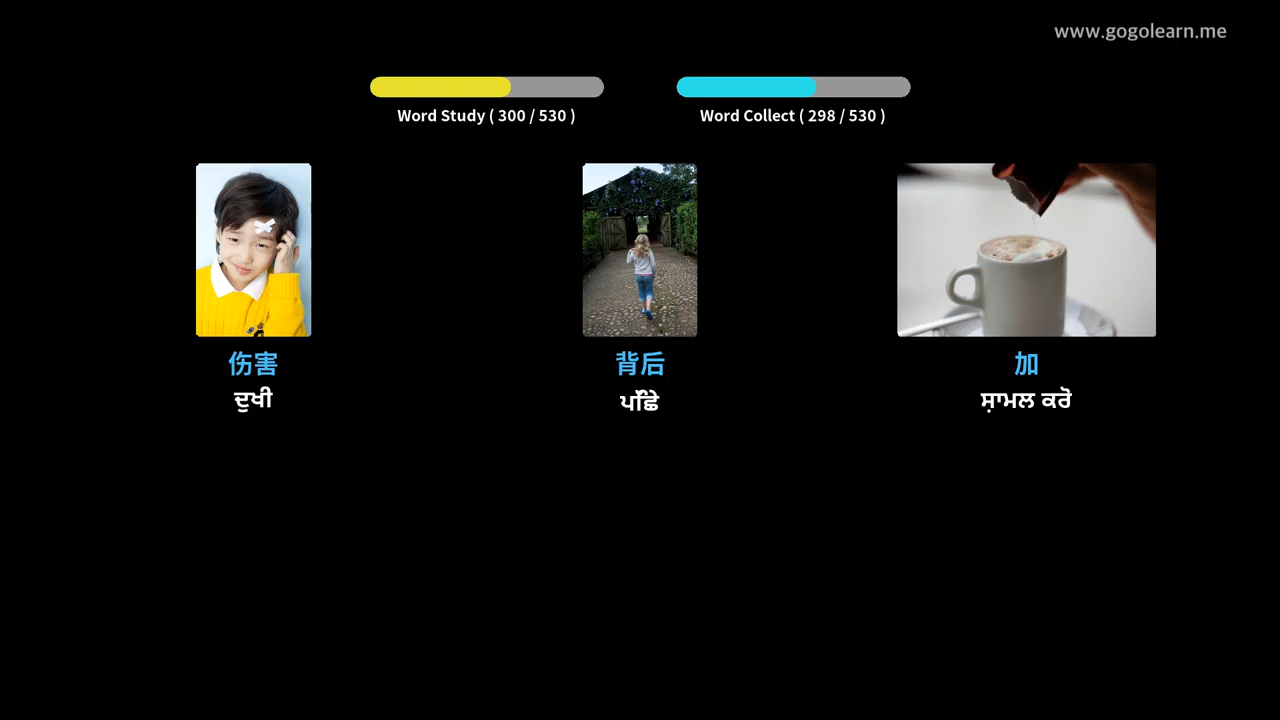 www.gogolearn.me
Word Study ( 300 / 530 )
Word Collect ( 298 / 530 )
伤害
ਦੁਖੀ
背后
ਪਿੱਛੇ
加
ਸ਼ਾਮਲ ਕਰੋ